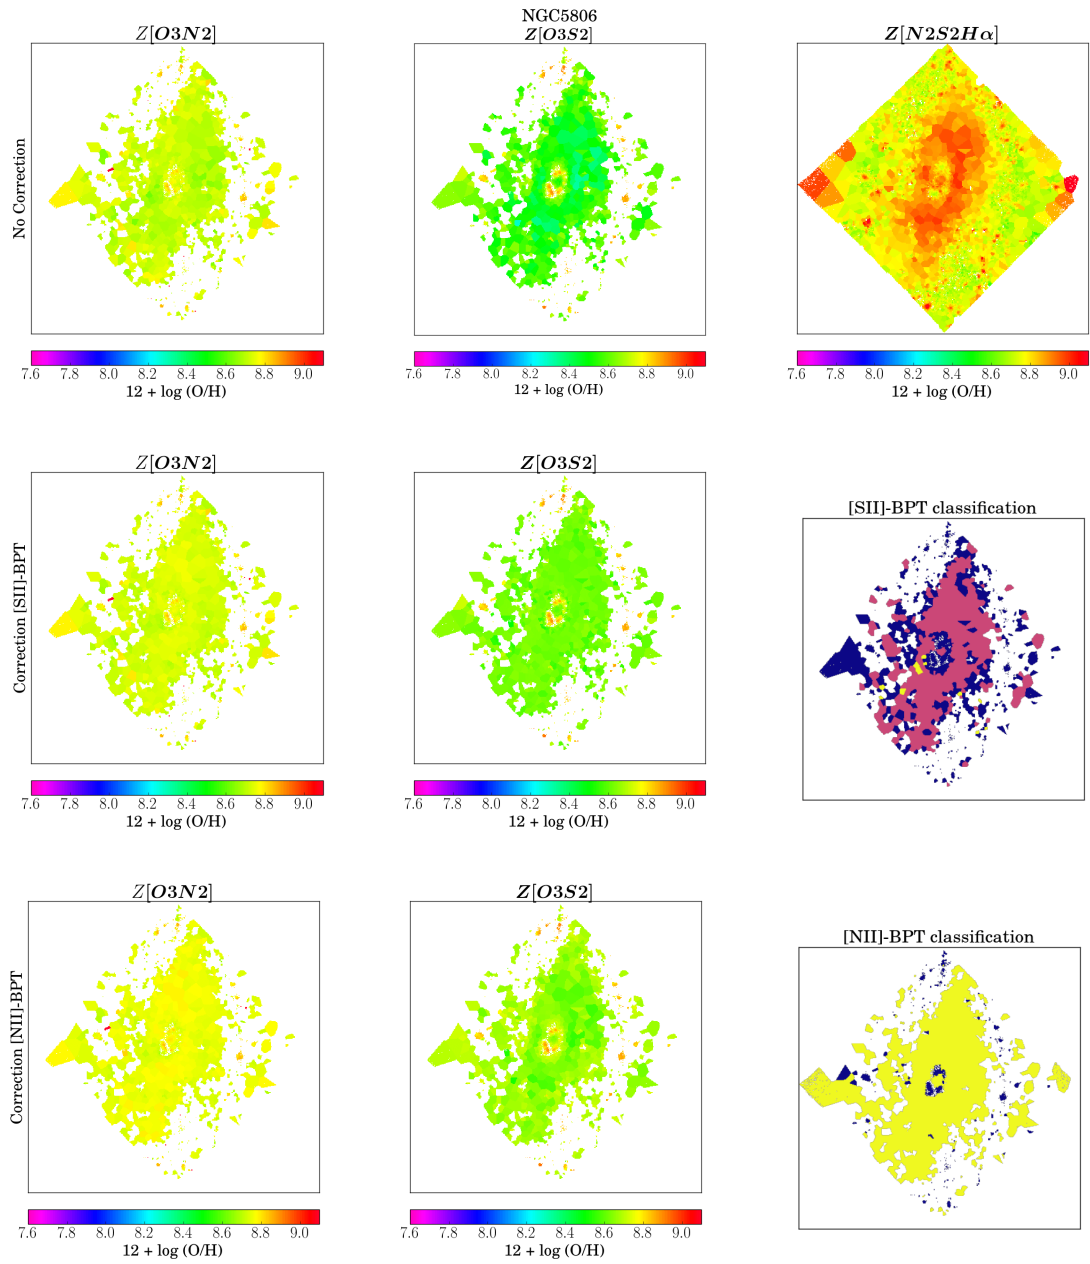 NGC5806
Z[O3N2]
Z[O3S2]
Z[N2S2Hα]
No Correction
7.6 7.8 8.0 8.2 8.4 8.6 8.8 9.0
12 + log (O/H)
7.6 7.8 8.0 8.2 8.4 8.6 8.8 9.0
12 + log (O/H)
7.6 7.8 8.0 8.2 8.4 8.6 8.8 9.0
12 + log (O/H)
Z[O3N2]
Z[O3S2]
[SII]-BPT classification
Correction [SII]-BPT
7.6 7.8 8.0 8.2 8.4 8.6 8.8 9.0
12 + log (O/H)
7.6 7.8 8.0 8.2 8.4 8.6 8.8 9.0
12 + log (O/H)
Z[O3N2]
Z[O3S2]
[NII]-BPT classification
Correction [NII]-BPT
7.6 7.8 8.0 8.2 8.4 8.6 8.8 9.0
12 + log (O/H)
7.6 7.8 8.0 8.2 8.4 8.6 8.8 9.0
12 + log (O/H)